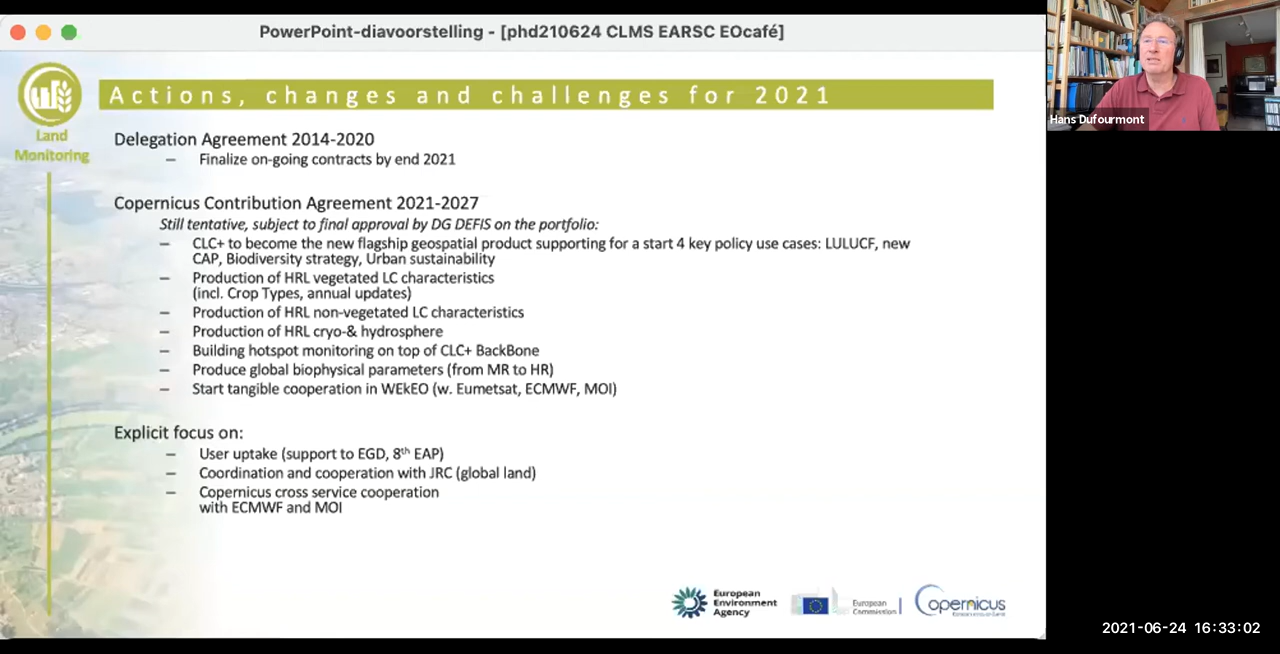 PowerPoint-diavoorstelling - [phd210624 CLMS EARSC EOcafé]
Land
Monitoring
Actions, changes and challenges for 2021
Delegation Agreement 2014-2020
– Finalize on-going contracts by end 2021
Copernicus Contribution Agreement 2021-2027
Still tentative, subject to final approval by DG DEFIS on the portfolio:
– CLC+ to become the new flagship geospatial product supporting for a start 4 key policy use cases: LULUCF, new
CAP, Biodiversity strategy, Urban sustainability
– Production of HRL vegetated LC characteristics
(incl. Crop Types, annual updates)
– Production of HRL non-vegetated LC characteristics
– Production of HRL cryo-& hydrosphere
– Building hotspot monitoring on top of CLC+ BackBone
– Produce global biophysical parameters (from MR to HR)
– Start tangible cooperation in WEkEO (w. Eumetsat, ECMWF, MOI)
Explicit focus on:
– User uptake (support to EGD, 8th EAP)
– Coordination and cooperation with JRC (global land)
– Copernicus cross service cooperation
with ECMWF and MOI
European
Environment
Agency
European
Commission
Copernicus
Hans Dufourmont
2021-06-24 16:33:02